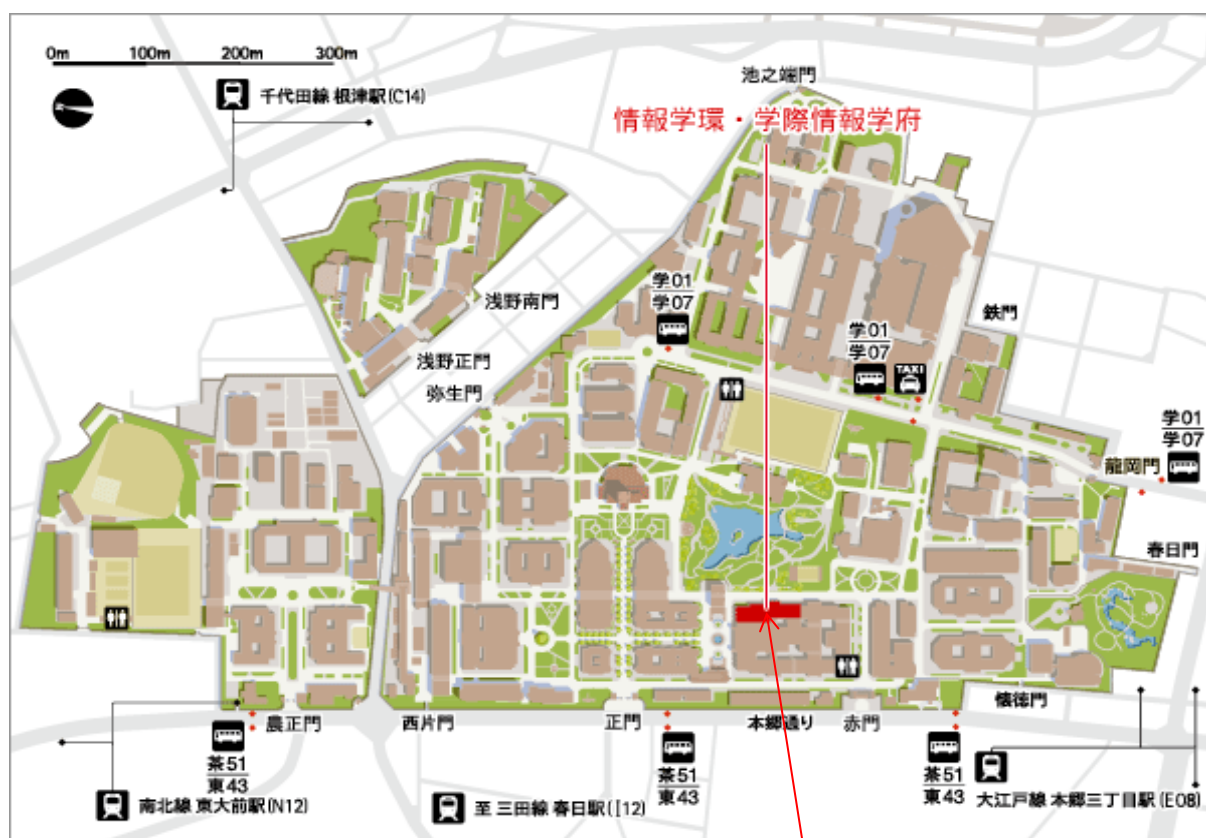 0m 100m 200m 300m
池之端門
千代田線 根津駅(C14)
情報学環・学際情報学府
学01
学07
浅野南門
鉄門
学01
学07
TAXI
浅野正門
弥生門
学01
学07
龍岡門
春日門
懐徳門
農正門
西片門
正門
本郷通り
赤門
茶51
東43
茶51
東43
茶51
東43
南北線 東大前駅(N12)
至 三田線 春日駅(I12)
大江戸線 本郷三丁目駅(E08)